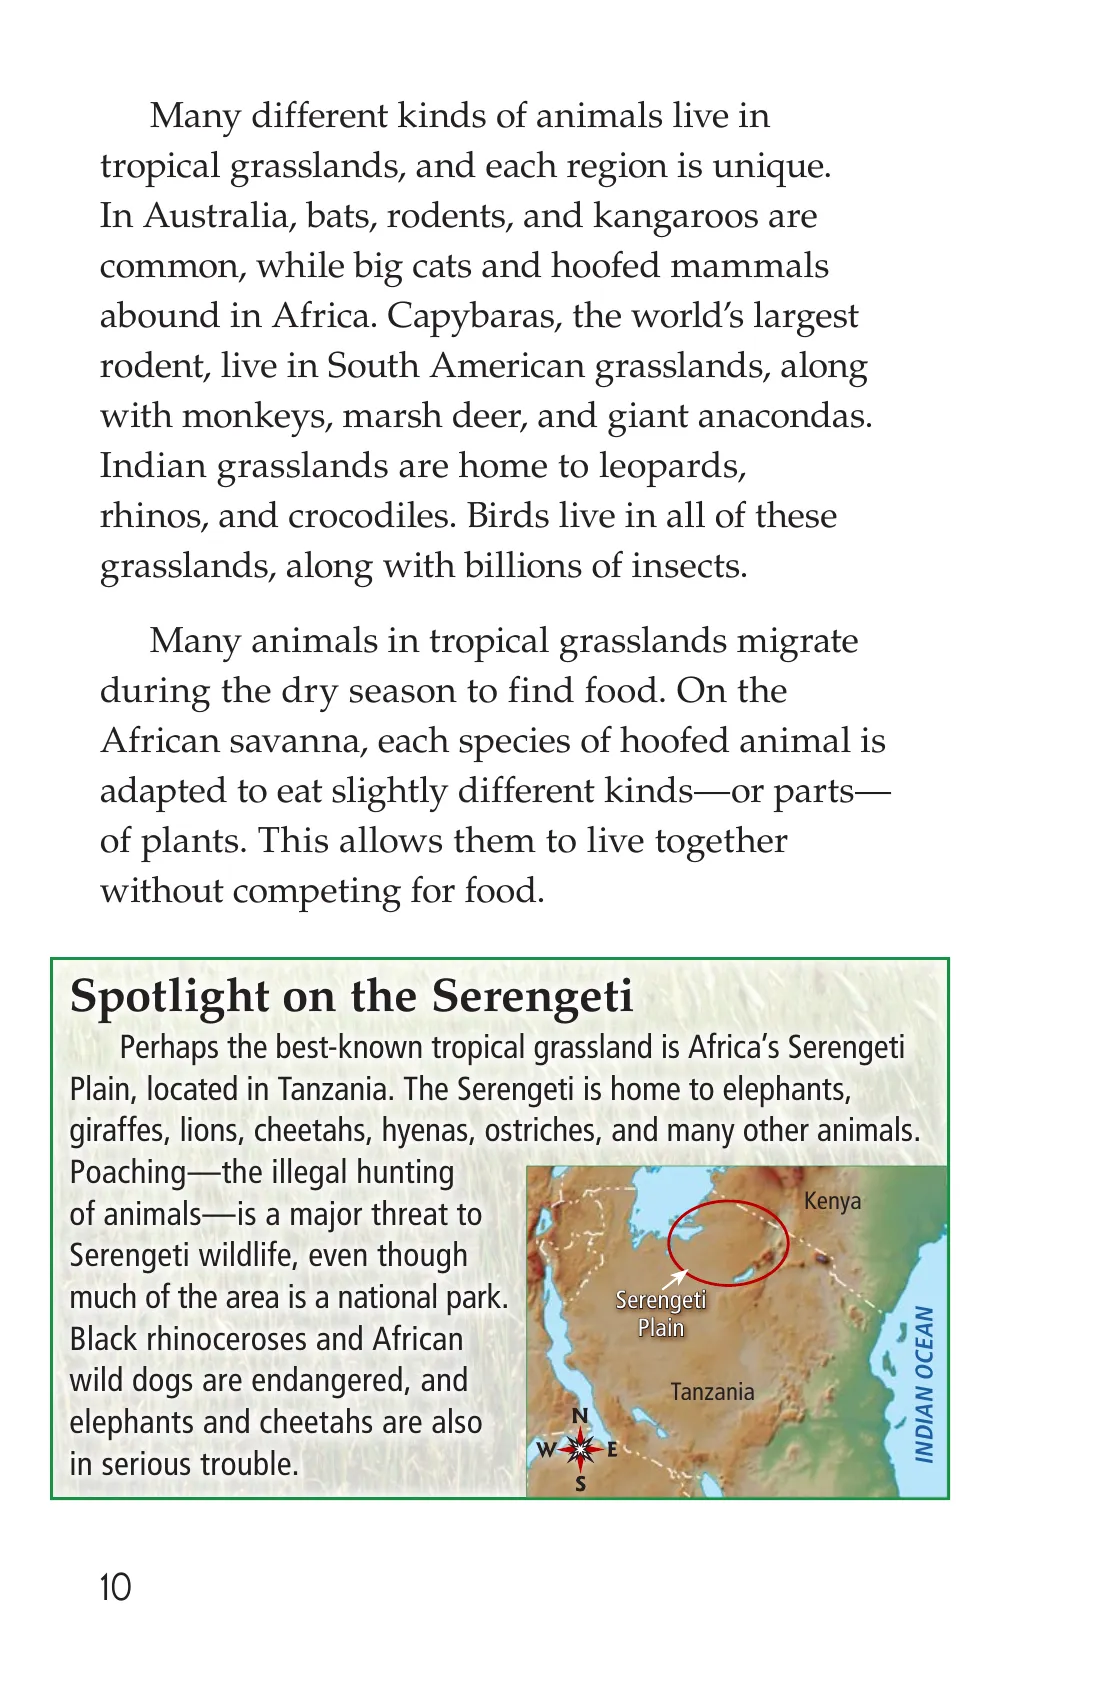 Many different kinds of animals live in
tropical grasslands, and each region is unique.
In Australia, bats, rodents, and kangaroos are
common, while big cats and hoofed mammals
abound in Africa. Capybaras, the world’s largest
rodent, live in South American grasslands, along
with monkeys, marsh deer, and giant anacondas.
Indian grasslands are home to leopards,
rhinos, and crocodiles. Birds live in all of these
grasslands, along with billions of insects.
Many animals in tropical grasslands migrate
during the dry season to find food. On the
African savanna, each species of hoofed animal is
adapted to eat slightly different kinds—or parts—
of plants. This allows them to live together
without competing for food.
Spotlight on the Serengeti
Perhaps the best-known tropical grassland is Africa’s Serengeti
Plain, located in Tanzania. The Serengeti is home to elephants,
giraffes, lions, cheetahs, hyenas, ostriches, and many other animals.
Poaching—the illegal hunting
of animals—is a major threat to
Serengeti wildlife, even though
much of the area is a national park.
Black rhinoceroses and African
wild dogs are endangered, and
elephants and cheetahs are also
in serious trouble.
Kenya
Serengeti
Plain
Tanzania
INDIAN OCEAN
N
W E
S
10